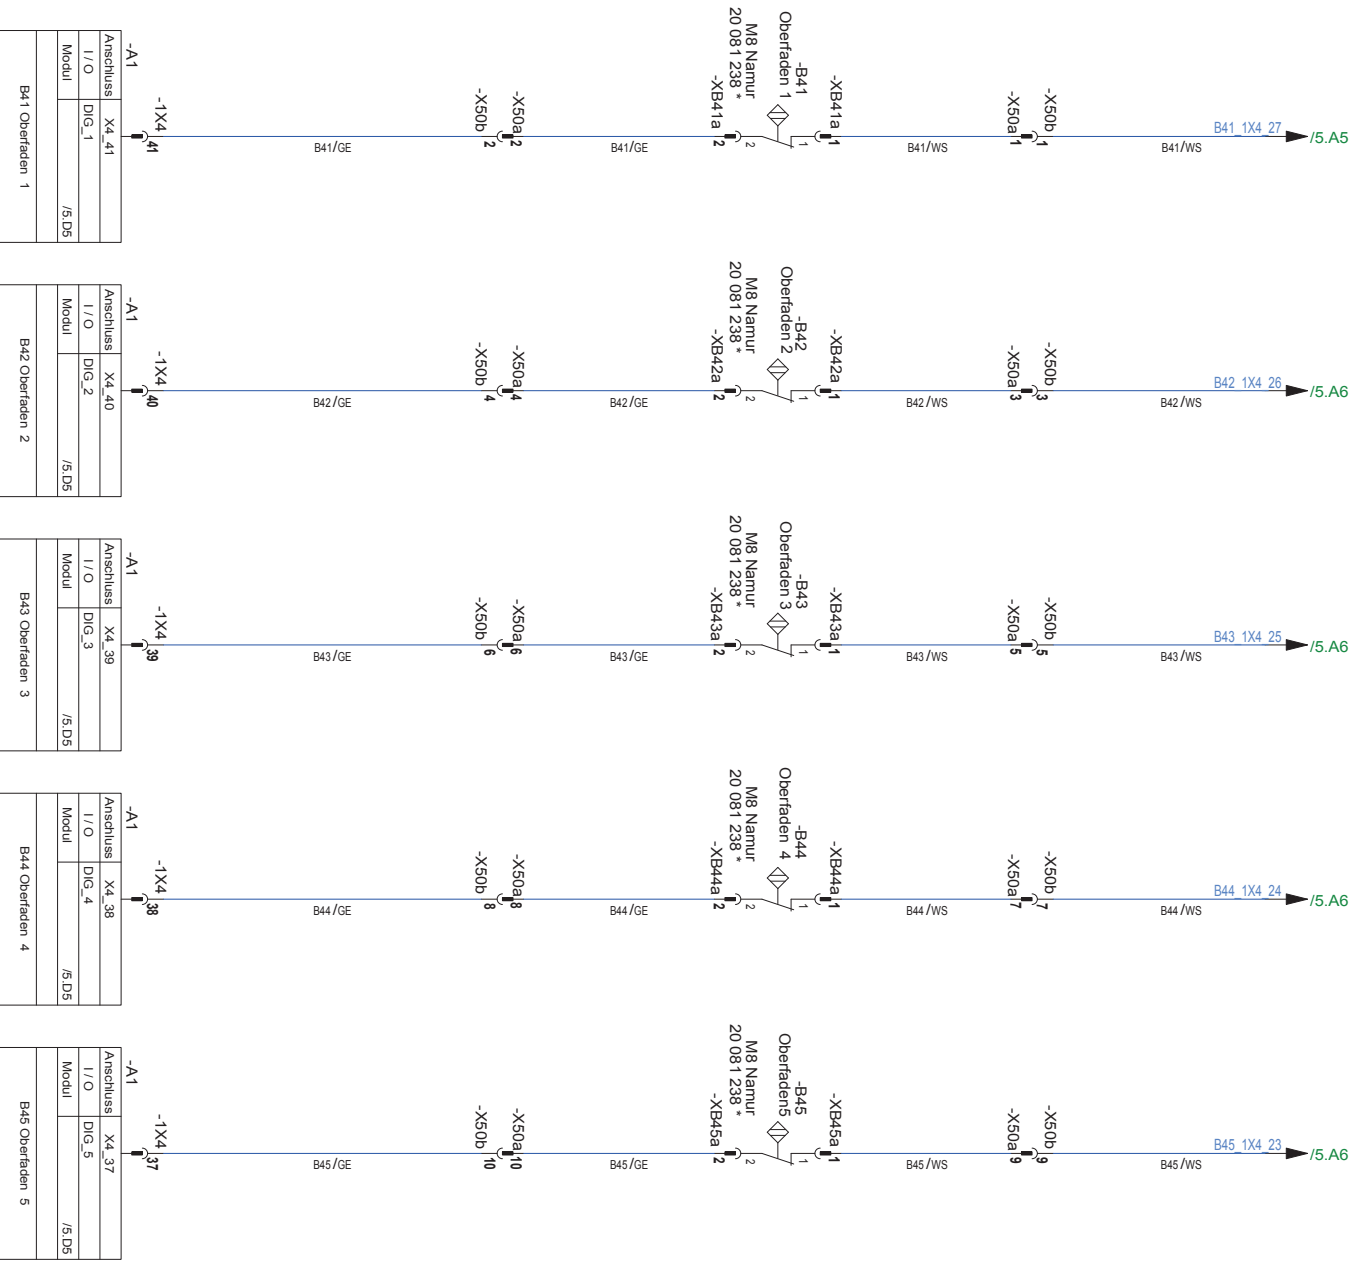 -A1
Anschluss X4_41
I / O DIG_1
Modul /5.D5
B41 Oberfaden 1
-1X4
41
B41/GE
-X50b
2
-X50a
2
B41/GE
-B41
Oberfaden 1
M8 Namur
20 081 238 *
-XB41a
2
2
1
-XB41a
1
B41/WS
-X50a
1
-X50b
1
B41/WS
B41_1X4_27
/5.A5
-A1
Anschluss X4_40
I / O DIG_2
Modul /5.D5
B42 Oberfaden 2
-1X4
40
B42/GE
-X50b
4
-X50a
4
B42/GE
-B42
Oberfaden 2
M8 Namur
20 081 238 *
-XB42a
2
2
1
-XB42a
1
B42/WS
-X50a
3
-X50b
3
B42/WS
B42_1X4_26
/5.A6
-A1
Anschluss X4_39
I / O DIG_3
Modul /5.D5
B43 Oberfaden 3
-1X4
39
B43/GE
-X50b
6
-X50a
6
B43/GE
-B43
Oberfaden 3
M8 Namur
20 081 238 *
-XB43a
2
2
1
-XB43a
1
B43/WS
-X50a
5
-X50b
5
B43/WS
B43_1X4_25
/5.A6
-A1
Anschluss X4_38
I / O DIG_4
Modul /5.D5
B44 Oberfaden 4
-1X4
38
B44/GE
-X50b
8
-X50a
8
B44/GE
-B44
Oberfaden 4
M8 Namur
20 081 238 *
-XB44a
2
2
1
-XB44a
1
B44/WS
-X50a
7
-X50b
7
B44/WS
B44_1X4_24
/5.A6
-A1
Anschluss X4_37
I / O DIG_5
Modul /5.D5
B45 Oberfaden 5
-1X4
37
B45/GE
-X50b
10
-X50a
10
B45/GE
-B45
Oberfaden5
M8 Namur
20 081 238 *
-XB45a
2
2
1
-XB45a
1
B45/WS
-X50a
9
-X50b
9
B45/WS
B45_1X4_23
/5.A6